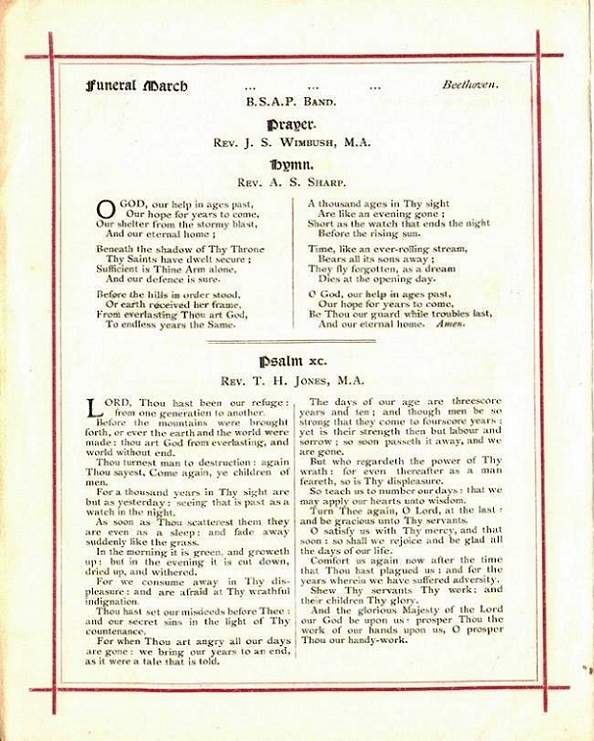 Funeral March ... ... ... Beethoven.
B.S.A.P. BAND.
Prayer.
REV. J. S. WIMBUSH, M.A.
Hymn.
REV. A. S. SHARP.
O GOD, our help in ages past,
Our hope for years to come,
Our shelter from the stormy blast,
And our eternal home ;
Beneath the shadow of Thy Throne
Thy Saints have dwelt secure ;
Sufficient is Thine Arm alone,
And our defence is sure.
Before the hills in order stood,
Or earth received her frame,
From everlasting Thou art God,
To endless years the Same.
A thousand ages in Thy sight
Are like an evening gone ;
Short as the watch that ends the night
Before the rising sun.
Time, like an ever-rolling stream,
Bears all its sons away ;
They fly forgotten, as a dream
Dies at the opening day.
O God, our help in ages past,
Our hope for years to come,
Be Thou our guard while troubles last,
And our eternal home. Amen.
Psalm xc.
REV. T. H. JONES, M.A.
LORD, Thou hast been our refuge :
from one generation to another.
Before the mountains were brought
forth, or ever the earth and the world were
made : thou art God from everlasting, and
world without end.
Thou turnest man to destruction : again
Thou sayest, Come again, ye children of
men.
For a thousand years in Thy sight are
but as yesterday : seeing that is past as a
watch in the night.
As soon as Thou scatterest them they
are even as a sleep : and fade away
suddenly like the grass.
In the morning it is green, and groweth
up : but in the evening it is cut down,
dried up, and withered.
For we consume away in Thy dis-
pleasure : and are afraid at Thy wrathful
indignation.
Thou hast set our misdeeds before Thee :
and our secret sins in the light of Thy
countenance.
For when Thou art angry all our days
are gone : we bring our years to an end,
as it were a tale that is told.
The days of our age are threescore
years and ten ; and though men be so
strong that they come to fourscore years :
yet is their strength then but labour and
sorrow ; so soon passeth it away, and we
are gone.
But who regardeth the power of Thy
wrath : for even thereafter as a man
feareth, so is Thy displeasure.
So teach us to number our days : that we
may apply our hearts unto wisdom.
Turn Thee again, O Lord, at the last :
and be gracious unto Thy servants.
O satisfy us with Thy mercy, and that
soon : so shall we rejoice and be glad all
the days of our life.
Comfort us again now after the time
that Thou hast plagued us : and for the
years wherein we have suffered adversity.
Shew Thy servants Thy work : and
their children Thy glory.
And the glorious Majesty of the Lord
our God be upon us : prosper Thou the
work of our hands upon us, O prosper
Thou our handy-work.